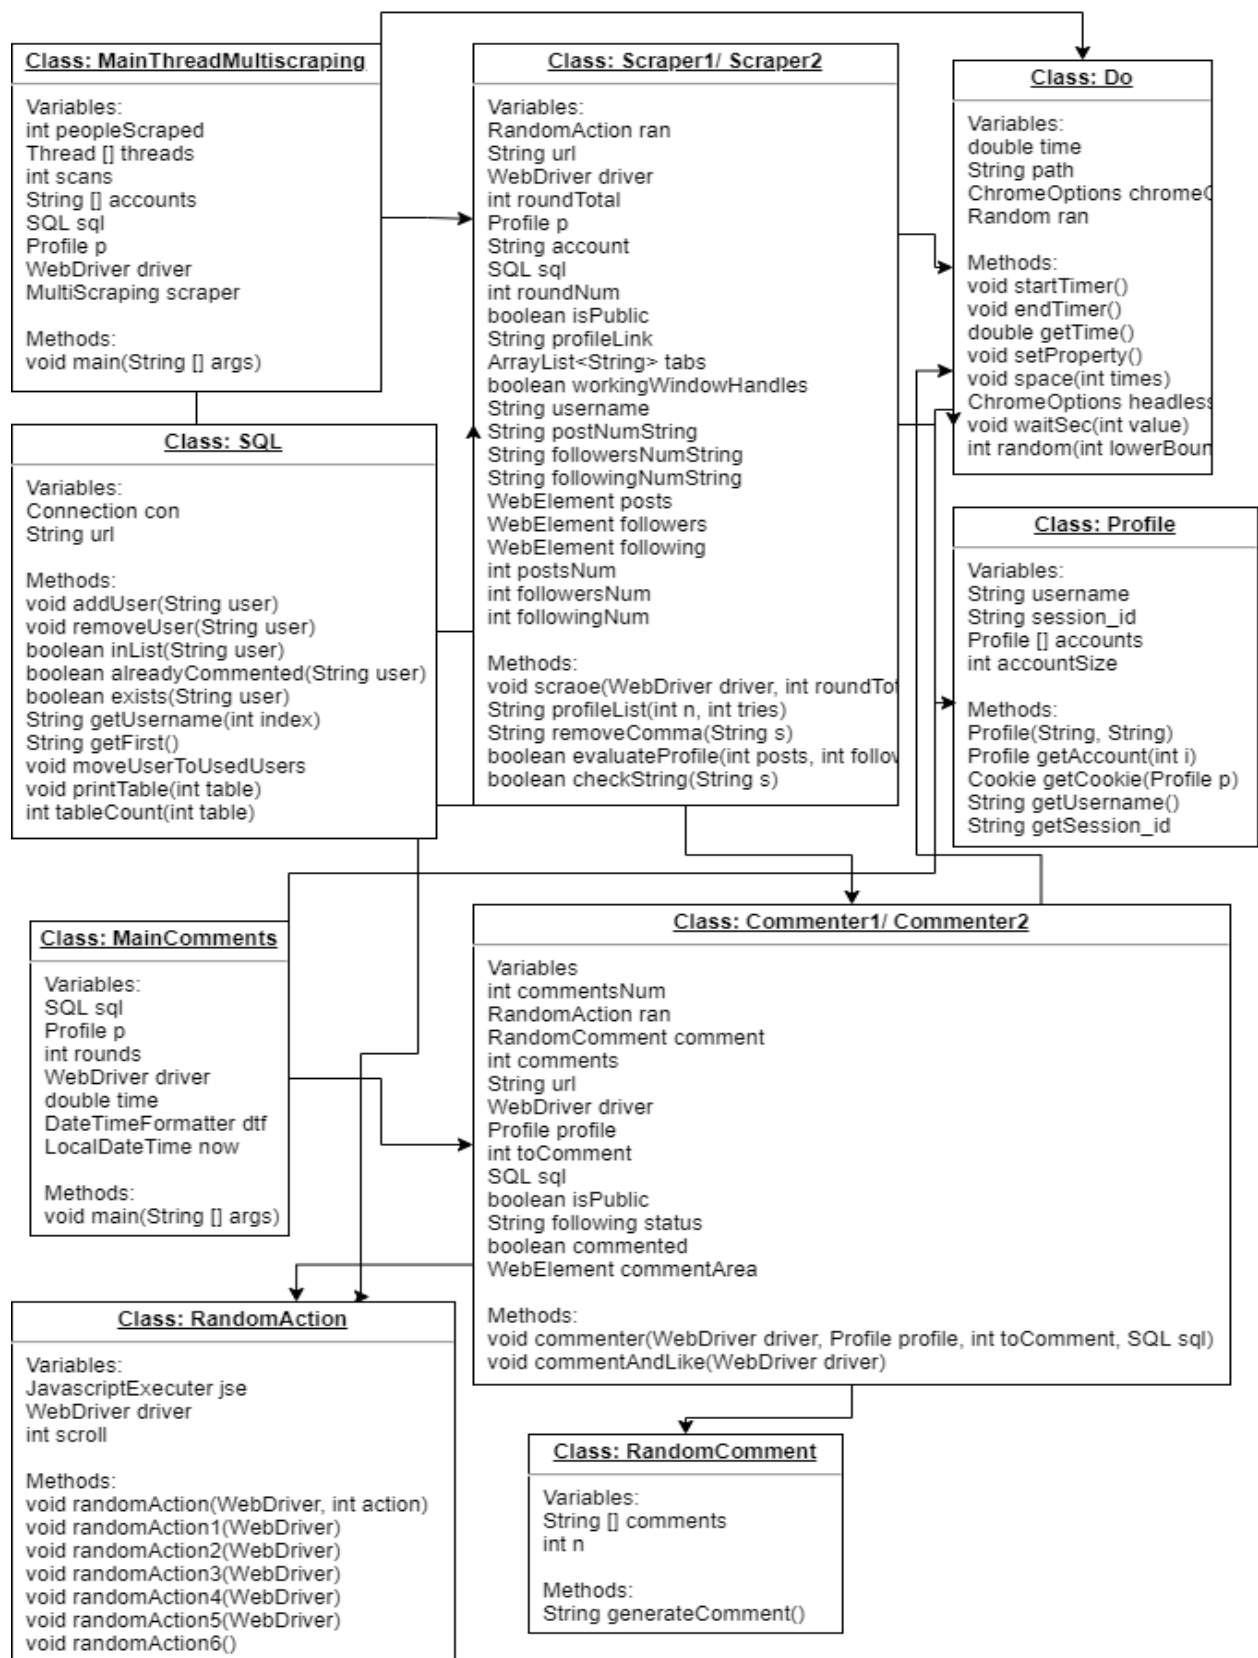 Class: MainThreadMultiscraping
Variables:
int peopleScraped
Thread [] threads
int scans
String [] accounts
SQL sql
Profile p
WebDriver driver
MultiScraping scraper
Methods:
void main(String [] args)
Class: Scraper1/ Scraper2
Variables:
RandomAction ran
String url
WebDriver driver
int roundTotal
Profile p
String account
SQL sql
int roundNum
boolean isPublic
String profileLink
ArrayList<String> tabs
boolean workingWindowHandles
String username
String postNumString
String followersNumString
String followingNumString
WebElement posts
WebElement followers
WebElement following
int postsNum
int followersNum
int followingNum
Methods:
void scraoe(WebDriver driver, int roundTot
String profileList(int n, int tries)
String removeComma(String s)
boolean evaluateProfile(int posts, int follow
boolean checkString(String s)
Class: Do
Variables:
double time
String path
ChromeOptions chromeO
Random ran
Methods:
void startTimer()
void endTimer()
double getTime()
void setProperty()
void space(int times)
ChromeOptions headless
void waitSec(int value)
int random(int lowerBoun
Class: SQL
Variables:
Connection con
String url
Methods:
void addUser(String user)
void removeUser(String user)
boolean inList(String user)
boolean alreadyCommented(String user)
boolean exists(String user)
String getUsername(int index)
String getFirst()
void moveUserToUsedUsers
void printTable(int table)
int tableCount(int table)
Class: Profile
Variables:
String username
String session_id
Profile [] accounts
int accountSize
Methods:
Profile(String, String)
Profile getAccount(int i)
Cookie getCookie(Profile p)
String getUsername()
String getSession_id
Class: MainComments
Variables:
SQL sql
Profile p
int rounds
WebDriver driver
double time
DateTimeFormatter dtf
LocalDateTime now
Methods:
void main(String [] args)
Class: Commenter1/ Commenter2
Variables
int commentsNum
RandomAction ran
RandomComment comment
int comments
String url
WebDriver driver
Profile profile
int toComment
SQL sql
boolean isPublic
String following status
boolean commented
WebElement commentArea
Methods:
void commenter(WebDriver driver, Profile profile, int toComment, SQL sql)
void commentAndLike(WebDriver driver)
Class: RandomAction
Variables:
JavascriptExecuter jse
WebDriver driver
int scroll
Methods:
void randomAction(WebDriver, int action)
void randomAction1(WebDriver)
void randomAction2(WebDriver)
void randomAction3(WebDriver)
void randomAction4(WebDriver)
void randomAction5(WebDriver)
void randomAction6()
Class: RandomComment
Variables:
String [] comments
int n
Methods:
String generateComment()